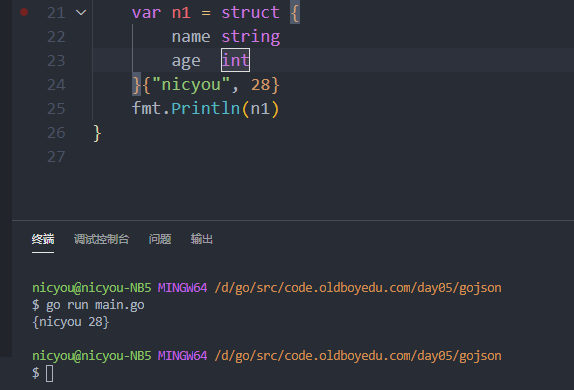 21 var n1 = struct {
22 name string
23 age int
24 }{"nicyou", 28}
25 fmt.Println(n1)
26 }
27
终端 调试控制台 问题 输出
nicyou@nicyou-NB5 MINGW64 /d/go/src/code.oldboyedu.com/day05/gojson
$ go run main.go
{nicyou 28}
nicyou@nicyou-NB5 MINGW64 /d/go/src/code.oldboyedu.com/day05/gojson
$